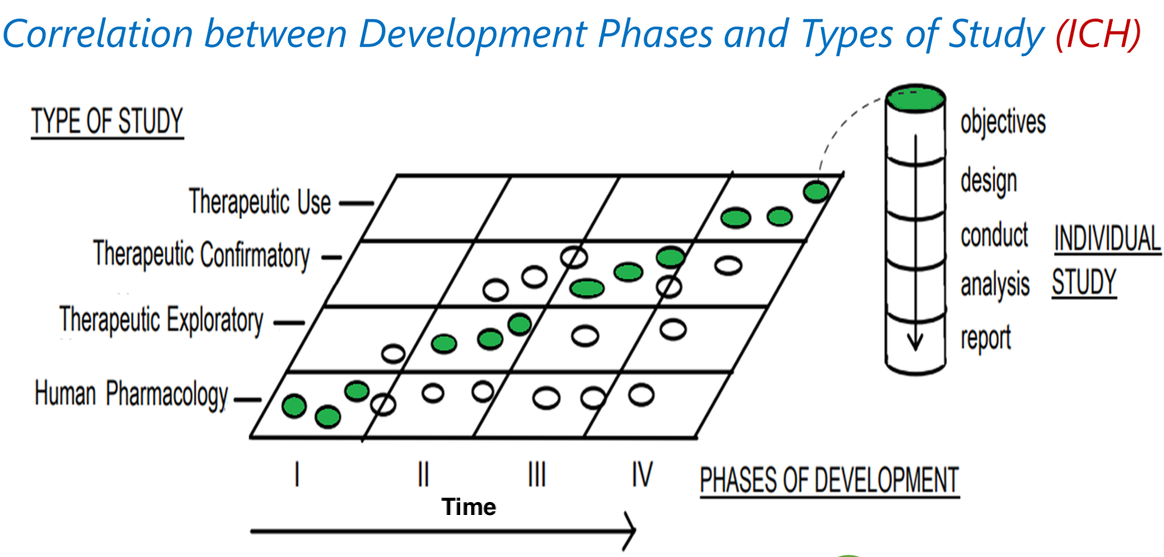 Correlation between Development Phases and Types of Study (ICH)
TYPE OF STUDY
Therapeutic Use
Therapeutic Confirmatory
Therapeutic Exploratory
Human Pharmacology
objectives
design
conduct
analysis
report
INDIVIDUAL
STUDY
I II III IV
PHASES OF DEVELOPMENT
Time